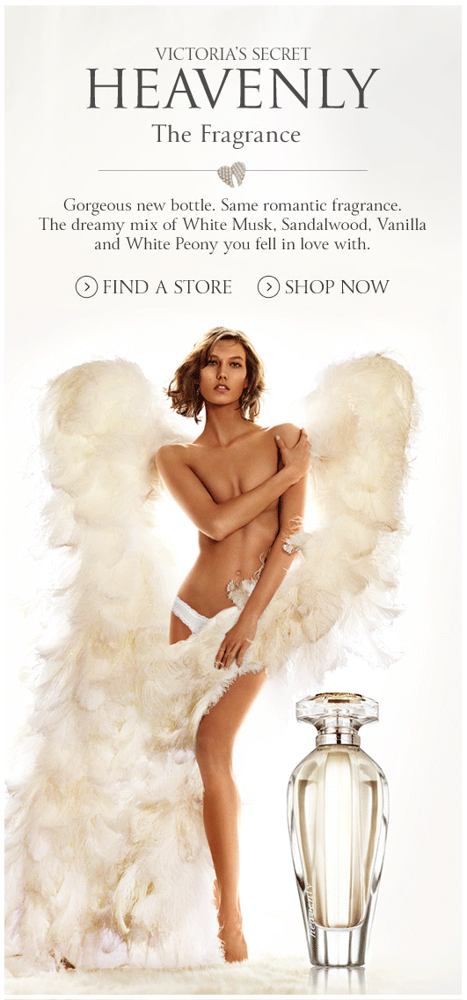 VICTORIA'S SECRET
HEAVENLY
The Fragrance
Gorgeous new bottle. Same romantic fragrance.
The dreamy mix of White Musk, Sandalwood, Vanilla
and White Peony you fell in love with.
FIND A STORE
SHOP NOW
heavenly